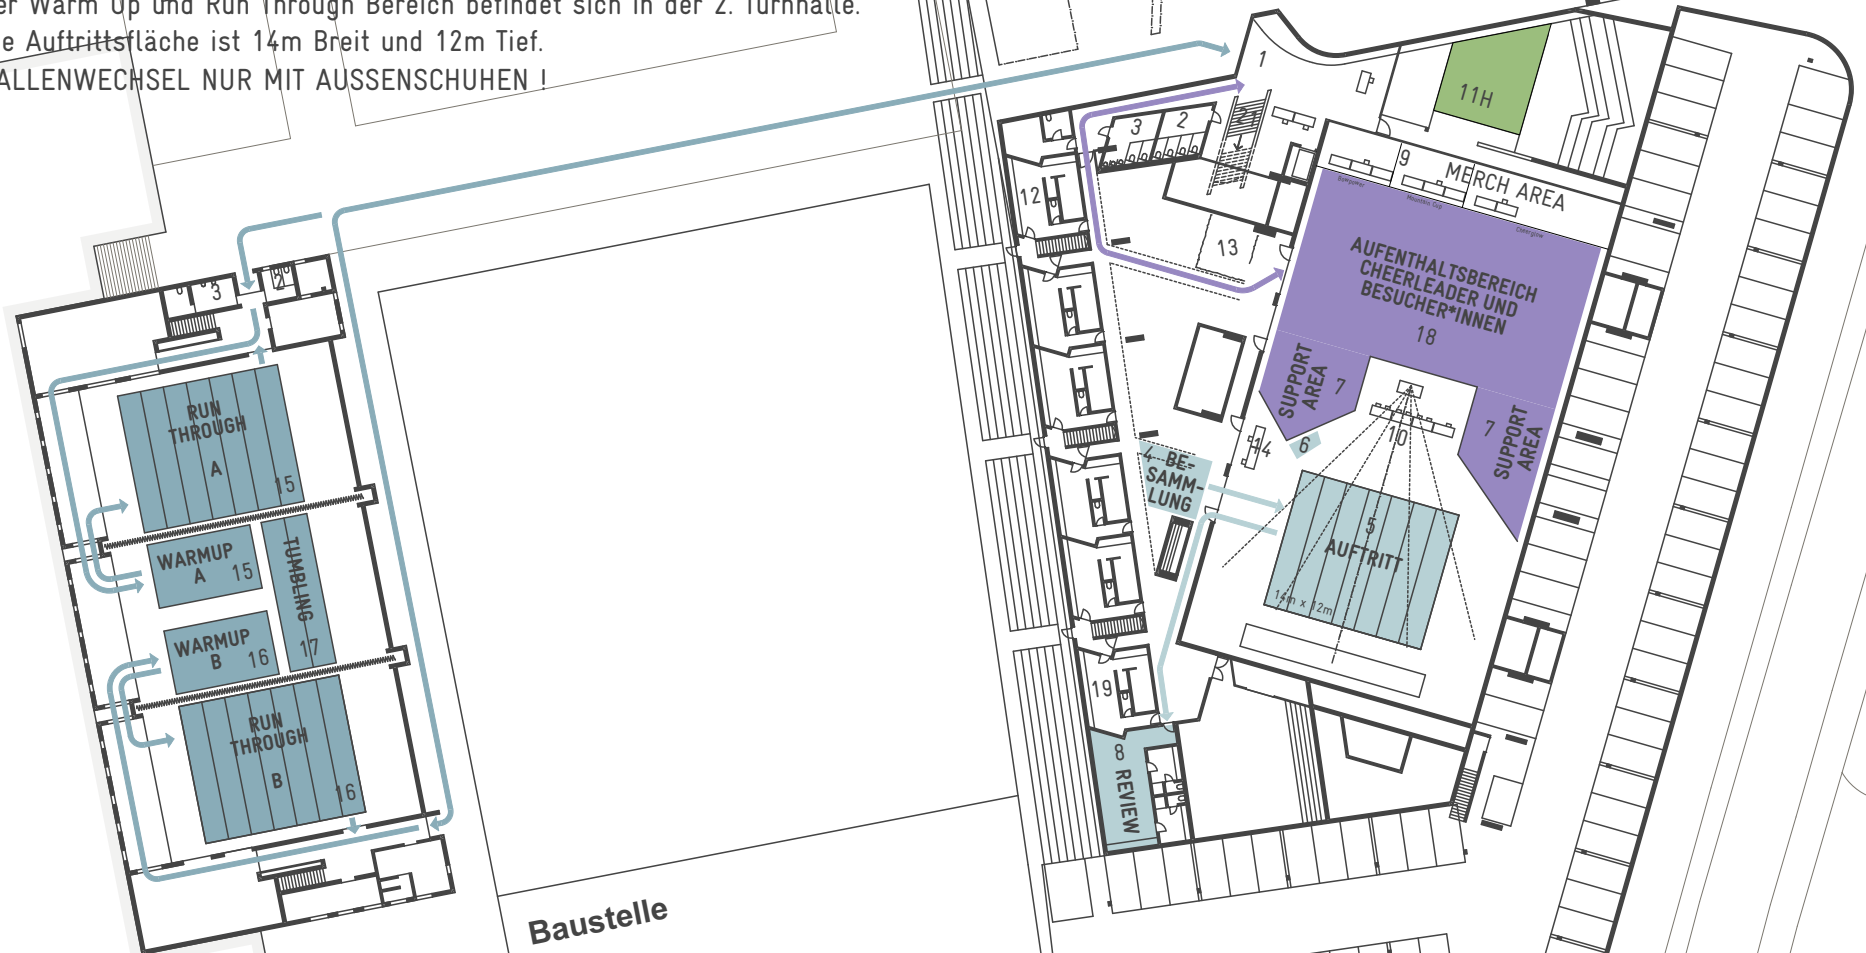 er Warm Up und Run Through Bereich befindet sich in der 2. Turnhalle.
e Auftrittsfläche ist 14m Breit und 12m Tief.
ALLENWECHSEL NUR MIT AUSSENSCHUHEN !
1
11H
3
2
21
9
MERCH AREA
12
13
AUFENTHALTSBEREICH
CHEERLEADER UND
BESUCHER*INNEN
18
3
2
SUPPORT
AREA
7
7
SUPPORT
AREA
RUN
THROUGH
A
15
10
14
6
4 BE-
SAMM-
LUNG
5
AUFTRITT
14m x 12m
WARMUP
A
15
TUMBLING
17
WARMUP
B
16
19
RUN
THROUGH
B
16
8 REVIEW
Baustelle